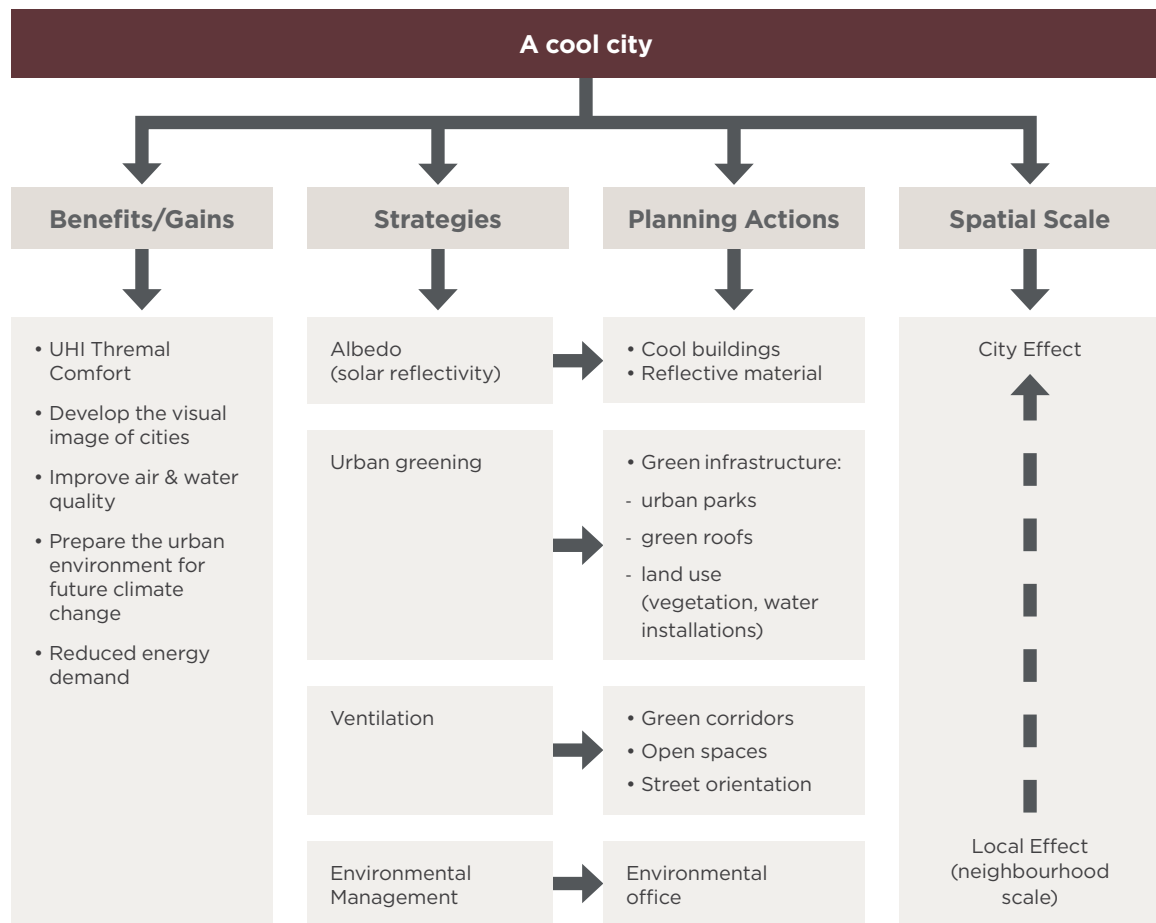 A cool city
Benefits/Gains
• UHI Thremal
Comfort
• Develop the visual
image of cities
• Improve air & water
quality
• Prepare the urban
environment for
future climate
change
• Reduced energy
demand
Strategies
Albedo
(solar reflectivity)
Urban greening
Ventilation
Environmental
Management
Planning Actions
• Cool buildings
• Reflective material
• Green infrastructure:
- urban parks
- green roofs
- land use
(vegetation, water
installations)
• Green corridors
• Open spaces
• Street orientation
Environmental
office
Spatial Scale
City Effect
Local Effect
(neighbourhood
scale)